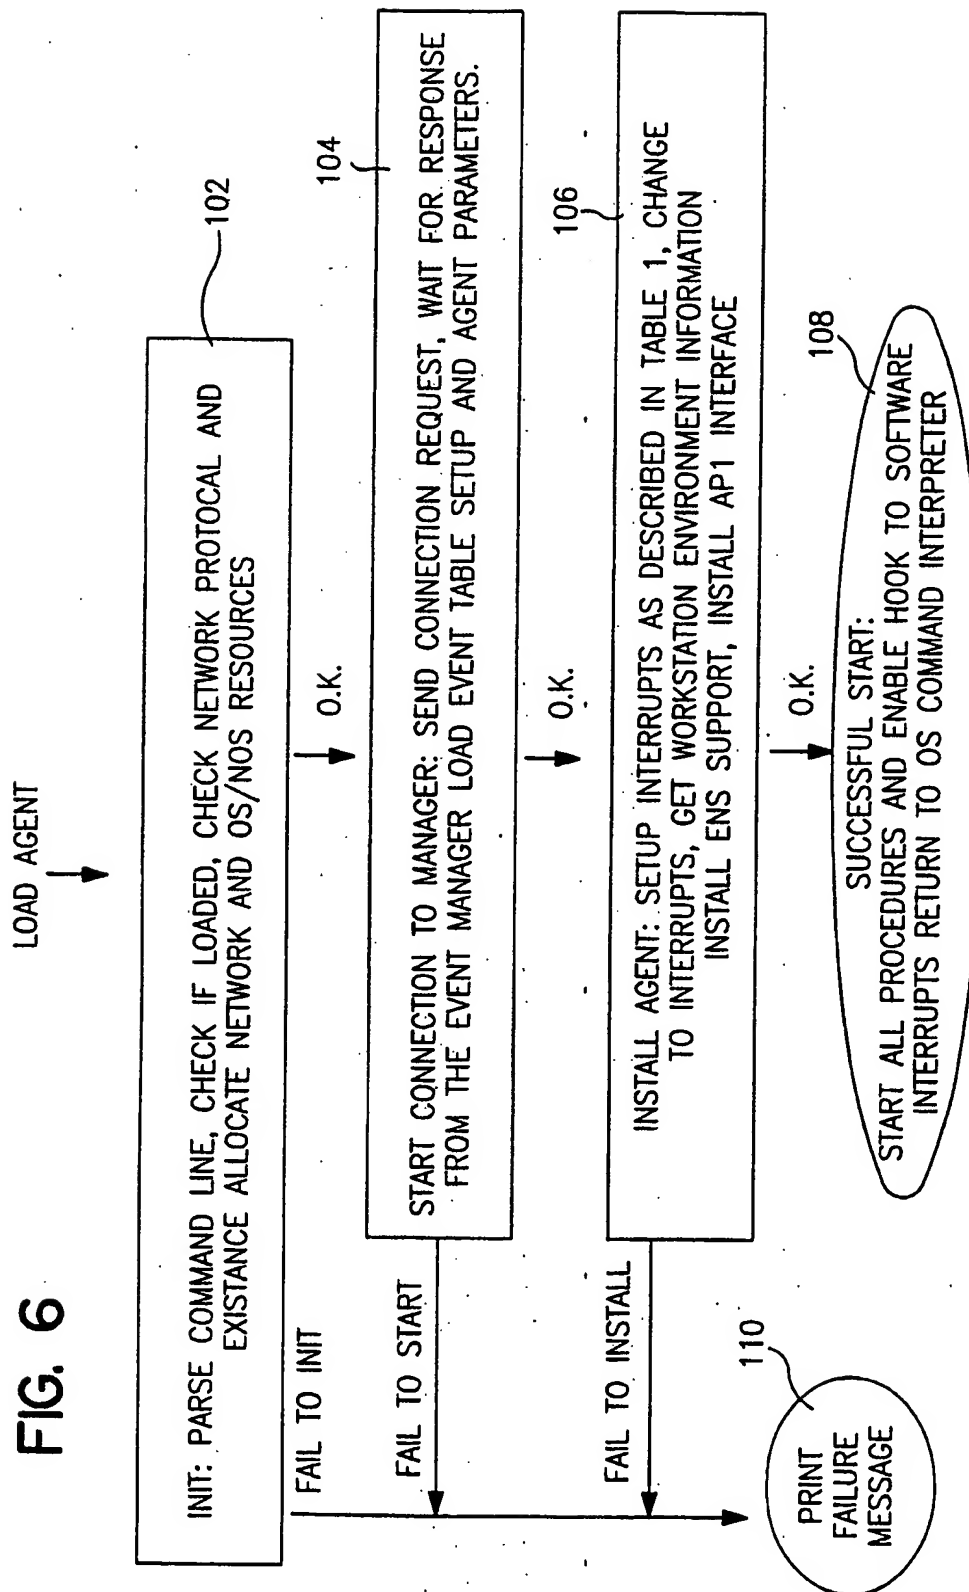 FIG. 6
LOAD AGENT
102
INIT: PARSE COMMAND LINE, CHECK IF LOADED, CHECK NETWORK PROTOCAL AND
EXISTANCE ALLOCATE NETWORK AND OS/NOS RESOURCES
FAIL TO INIT
O.K.
104
START CONNECTION TO MANAGER: SEND CONNECTION REQUEST, WAIT FOR RESPONSE
FROM THE EVENT MANAGER LOAD EVENT TABLE SETUP AND AGENT PARAMETERS.
FAIL TO START
O.K.
106
INSTALL AGENT: SETUP INTERRUPTS AS DESCRIBED IN TABLE 1, CHANGE
TO INTERRUPTS, GET WORKSTATION ENVIRONMENT INFORMATION
INSTALL ENS SUPPORT, INSTALL AP1 INTERFACE
FAIL TO INSTALL
O.K.
110
PRINT
FAILURE
MESSAGE
108
SUCCESSFUL START:
START ALL PROCEDURES AND ENABLE HOOK TO SOFTWARE
INTERRUPTS RETURN TO OS COMMAND INTERPRETER